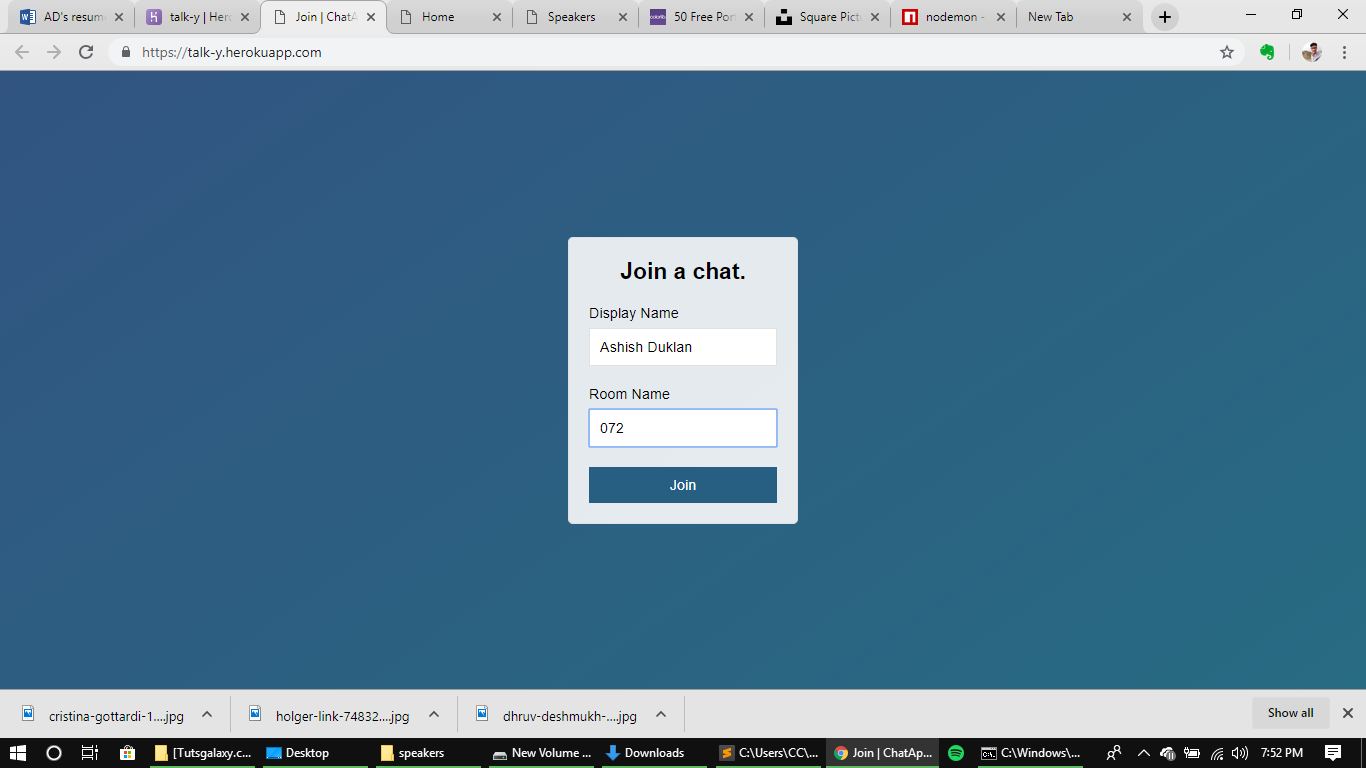 AD's resum
talk-y | Her
Join | ChatA
Home
Speakers
colorlib
50 Free Por
Square Pict
nodemon -
New Tab
https://talk-y.herokuapp.com
Join a chat.
Display Name
Ashish Duklan
Room Name
072
Join
cristina-gottardi-1....jpg
holger-link-74832....jpg
dhruv-deshmukh-....jpg
Show all
[Tutsgalaxy.c...
Desktop
speakers
New Volume ...
Downloads
C:\Users\CC\...
Join | ChatAp...
C:\Windows\...
7:52 PM